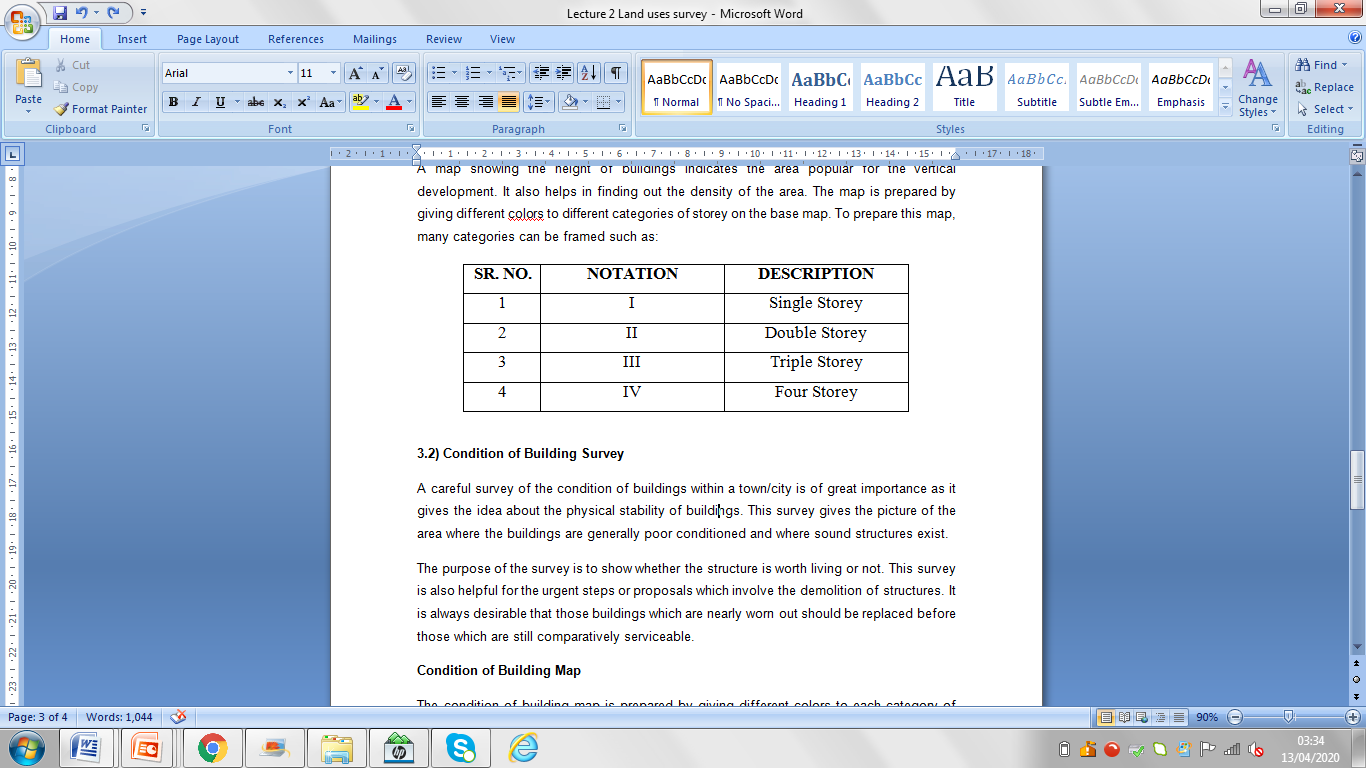 Lecture 2 Land uses survey - Microsoft Word
Home Insert Page Layout References Mailings Review View
Paste
Cut
Copy
Format Painter
Clipboard
Arial 11
Font
Paragraph
AaBbCcDc AaBbCcDc AaBbC AaBbCc AaB AaBbCc. AaBbCcDc AaBbCcDc
¶ Normal ¶ No Spaci... Heading 1 Heading 2 Title Subtitle Subtle Em... Emphasis
Change Styles
Styles
Find
Replace
Select
Editing
A map showing the height of buildings indicates the area popular for the vertical
development. It also helps in finding out the density of the area. The map is prepared by
giving different colors to different categories of storey on the base map. To prepare this map,
many categories can be framed such as:
SR. NO. NOTATION DESCRIPTION
1 I Single Storey
2 II Double Storey
3 III Triple Storey
4 IV Four Storey
3.2) Condition of Building Survey
A careful survey of the condition of buildings within a town/city is of great importance as it
gives the idea about the physical stability of buildings. This survey gives the picture of the
area where the buildings are generally poor conditioned and where sound structures exist.
The purpose of the survey is to show whether the structure is worth living or not. This survey
is also helpful for the urgent steps or proposals which involve the demolition of structures. It
is always desirable that those buildings which are nearly worn out should be replaced before
those which are still comparatively serviceable.
Condition of Building Map
The condition of building map is prepared by giving different colors to each category of
Page: 3 of 4 Words: 1,044 90%
03:34
13/04/2020